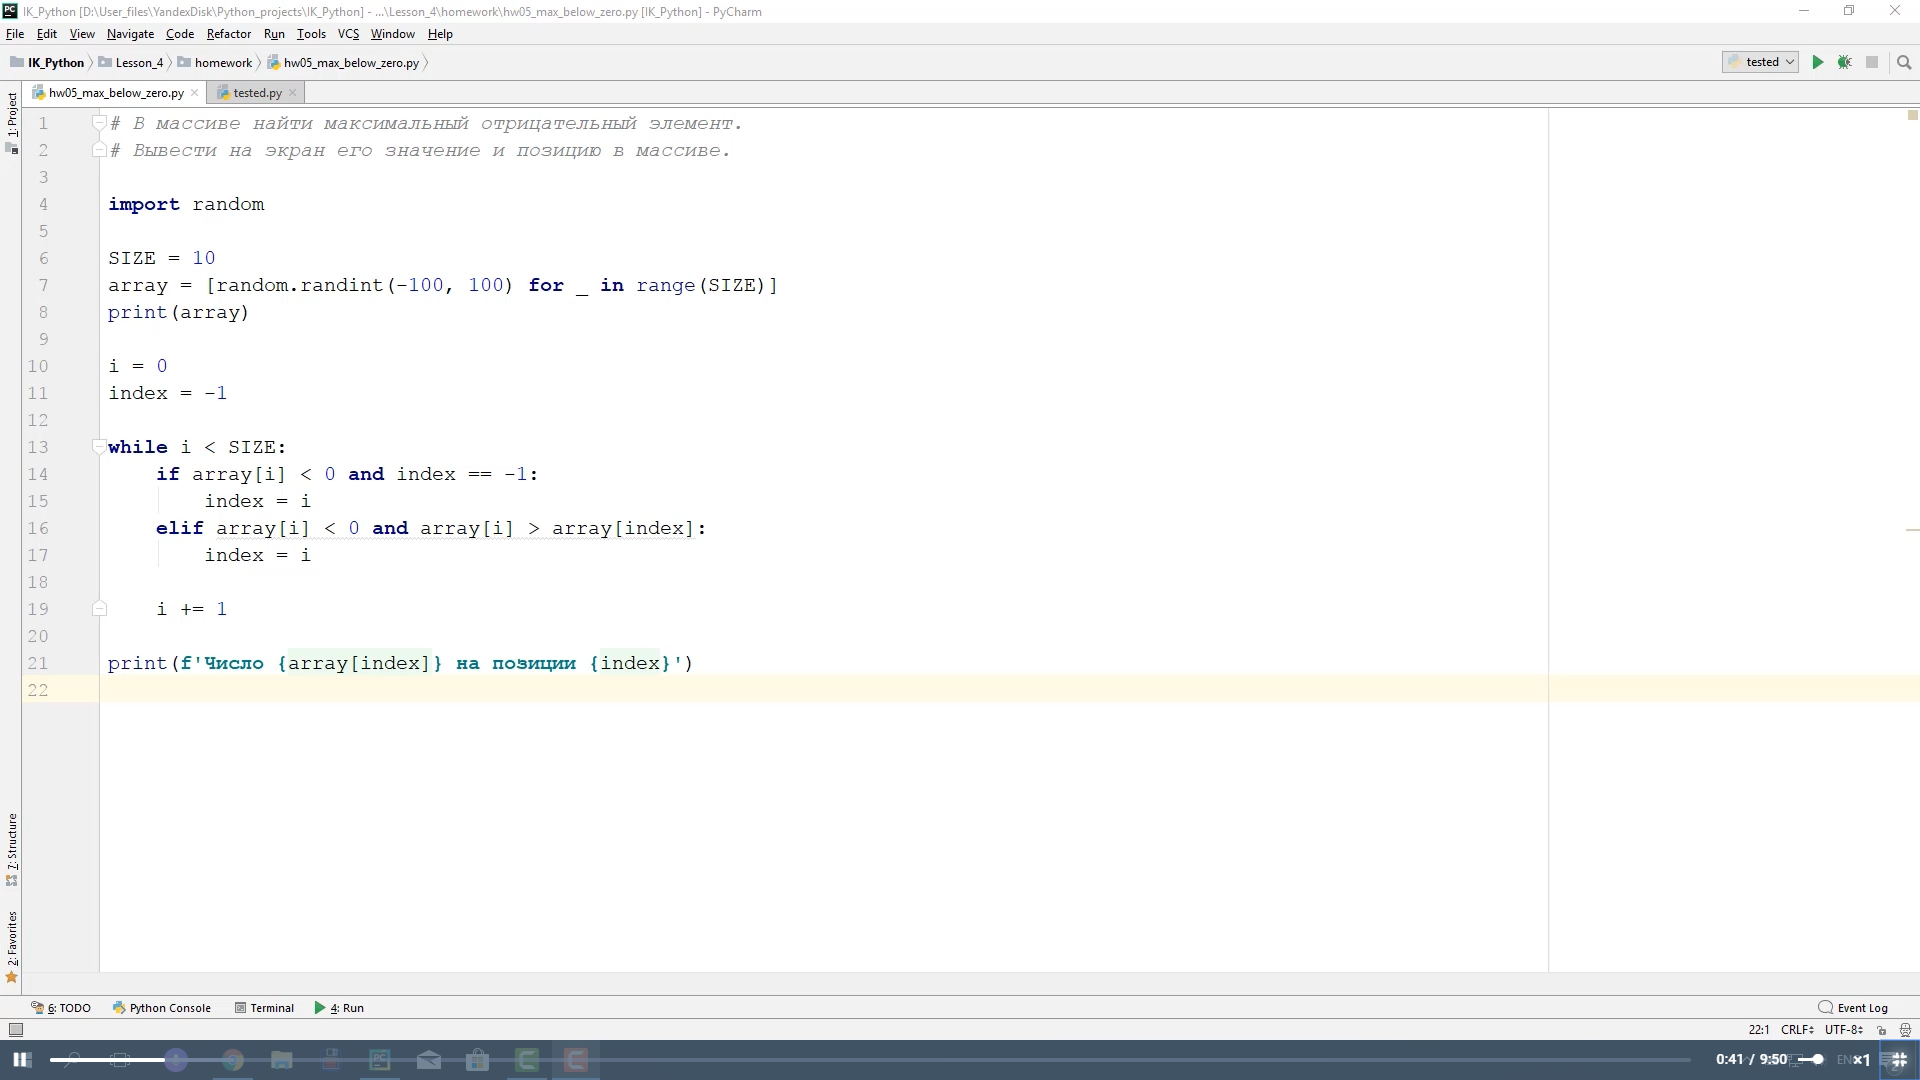 IK_Python [D:\User_files\YandexDisk\Python_projects\IK_Python] - ...\Lesson_4\homework\hw05_max_below_zero.py [IK_Python] - PyCharm
File Edit View Navigate Code Refactor Run Tools VCS Window Help
IK_Python Lesson_4 homework hw05_max_below_zero.py tested
hw05_max_below_zero.py tested.py
1: Project
1 # В массиве найти максимальный отрицательный элемент.
2 # Вывести на экран его значение и позицию в массиве.
3
4 import random
5
6 SIZE = 10
7 array = [random.randint(-100, 100) for _ in range(SIZE)]
8 print(array)
9
10 i = 0
11 index = -1
12
13 while i < SIZE:
14 if array[i] < 0 and index == -1:
15 index = i
16 elif array[i] < 0 and array[i] > array[index]:
17 index = i
18
19 i += 1
20
21 print(f'Число {array[index]} на позиции {index}')
22
7: Structure
2: Favorites
6: TODO Python Console Terminal 4: Run Event Log
22:1 CRLF UTF-8
0:41 / 9:50 EN ×1